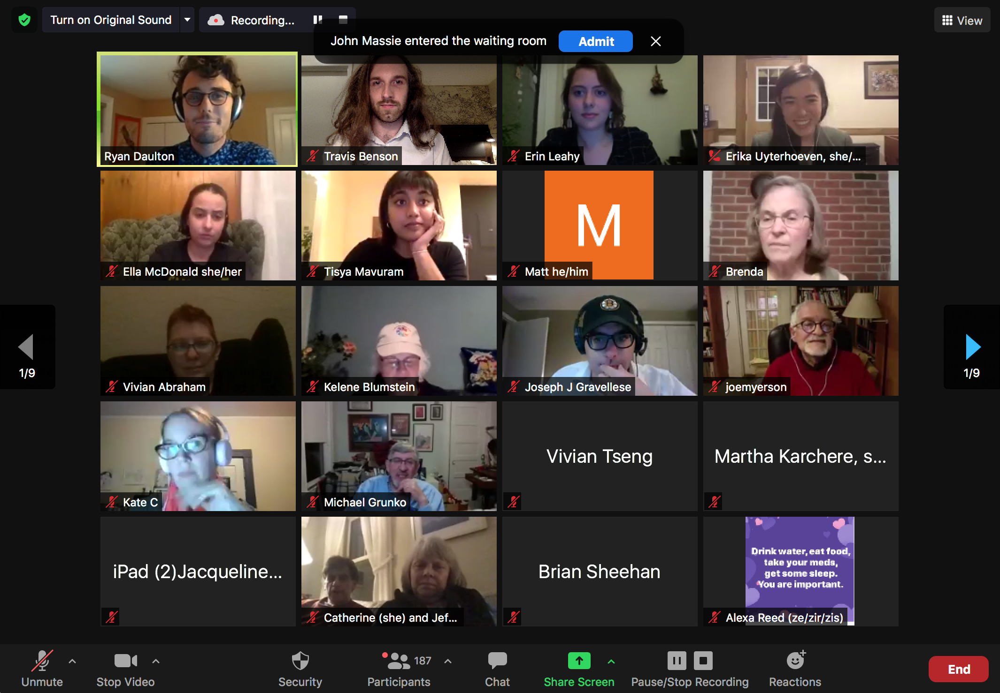 Turn on Original Sound
Recording...
View
John Massie entered the waiting room
Admit
Ryan Daulton
Travis Benson
Erin Leahy
Erika Uyterhoeven, she/...
Ella McDonald she/her
Tisya Mavuram
M
Matt he/him
Brenda
Vivian Abraham
Kelene Blumstein
B
Joseph J Gravellese
joemyerson
1/9
1/9
Kate C
Michael Grunko
Vivian Tseng
Martha Karchere, s...
iPad (2)Jacqueline...
Catherine (she) and Jef...
Brian Sheehan
Drink water, eat food,
take your meds,
get some sleep.
You are important.
Alexa Reed (ze/zir/zis)
187
Unmute
Stop Video
Security
Participants
Chat
Share Screen
Pause/Stop Recording
Reactions
End